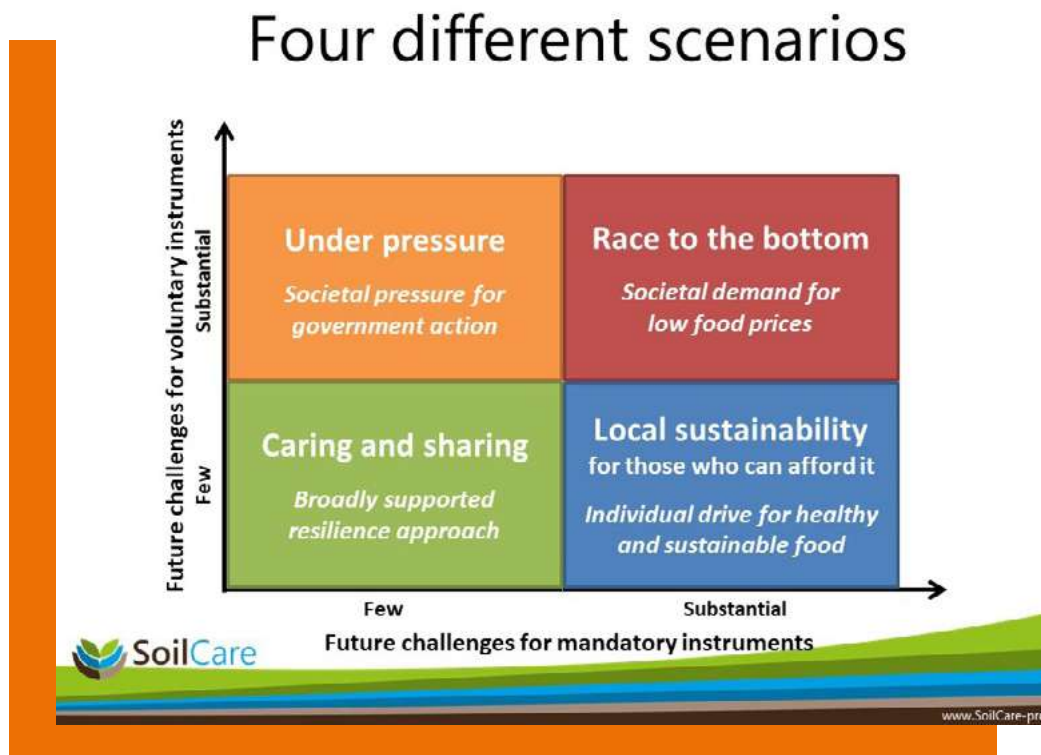 Four different scenarios
Future challenges for voluntary instruments
Substantial
Few
Under pressure
Societal pressure for
government action
Race to the bottom
Societal demand for
low food prices
Caring and sharing
Broadly supported
resilience approach
Local sustainability
for those who can afford it
Individual drive for healthy
and sustainable food
Few
Substantial
Future challenges for mandatory instruments
SoilCare
www.SoilCare-pro